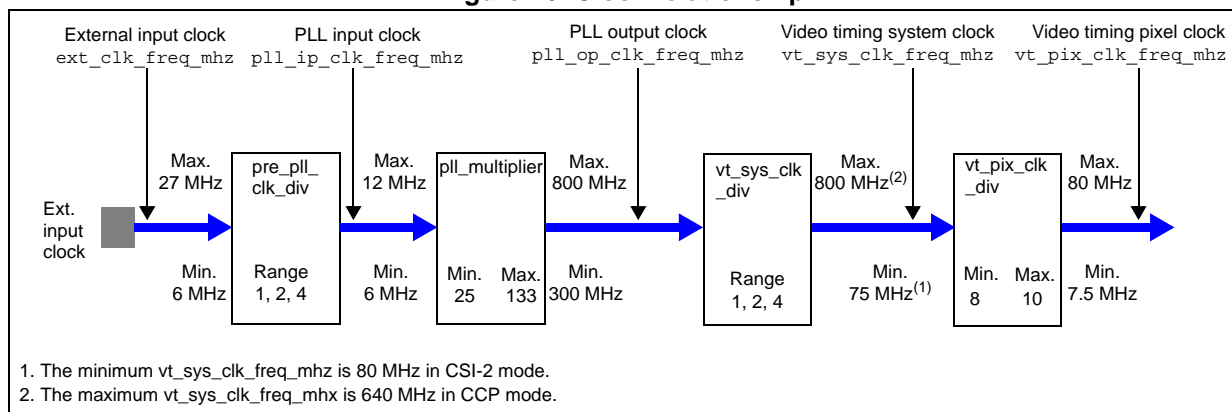 External input clock
ext_clk_freq_mhz
PLL input clock
pll_ip_clk_freq_mhz
PLL output clock
pll_op_clk_freq_mhz
Video timing system clock
vt_sys_clk_freq_mhz
Video timing pixel clock
vt_pix_clk_freq_mhz
Ext.
input
clock
Max.
27 MHz
Min.
6 MHz
pre_pll_
clk_div
Range
1, 2, 4
Max.
12 MHz
Min.
6 MHz
pll_multiplier
Min. Max.
25 133
Max.
800 MHz
Min.
300 MHz
vt_sys_clk
_div
Range
1, 2, 4
Max.
800 MHz(2)
Min.
75 MHz(1)
vt_pix_clk
_div
Min. Max.
8 10
Max.
80 MHz
Min.
7.5 MHz
1. The minimum vt_sys_clk_freq_mhz is 80 MHz in CSI-2 mode.
2. The maximum vt_sys_clk_freq_mhx is 640 MHz in CCP mode.